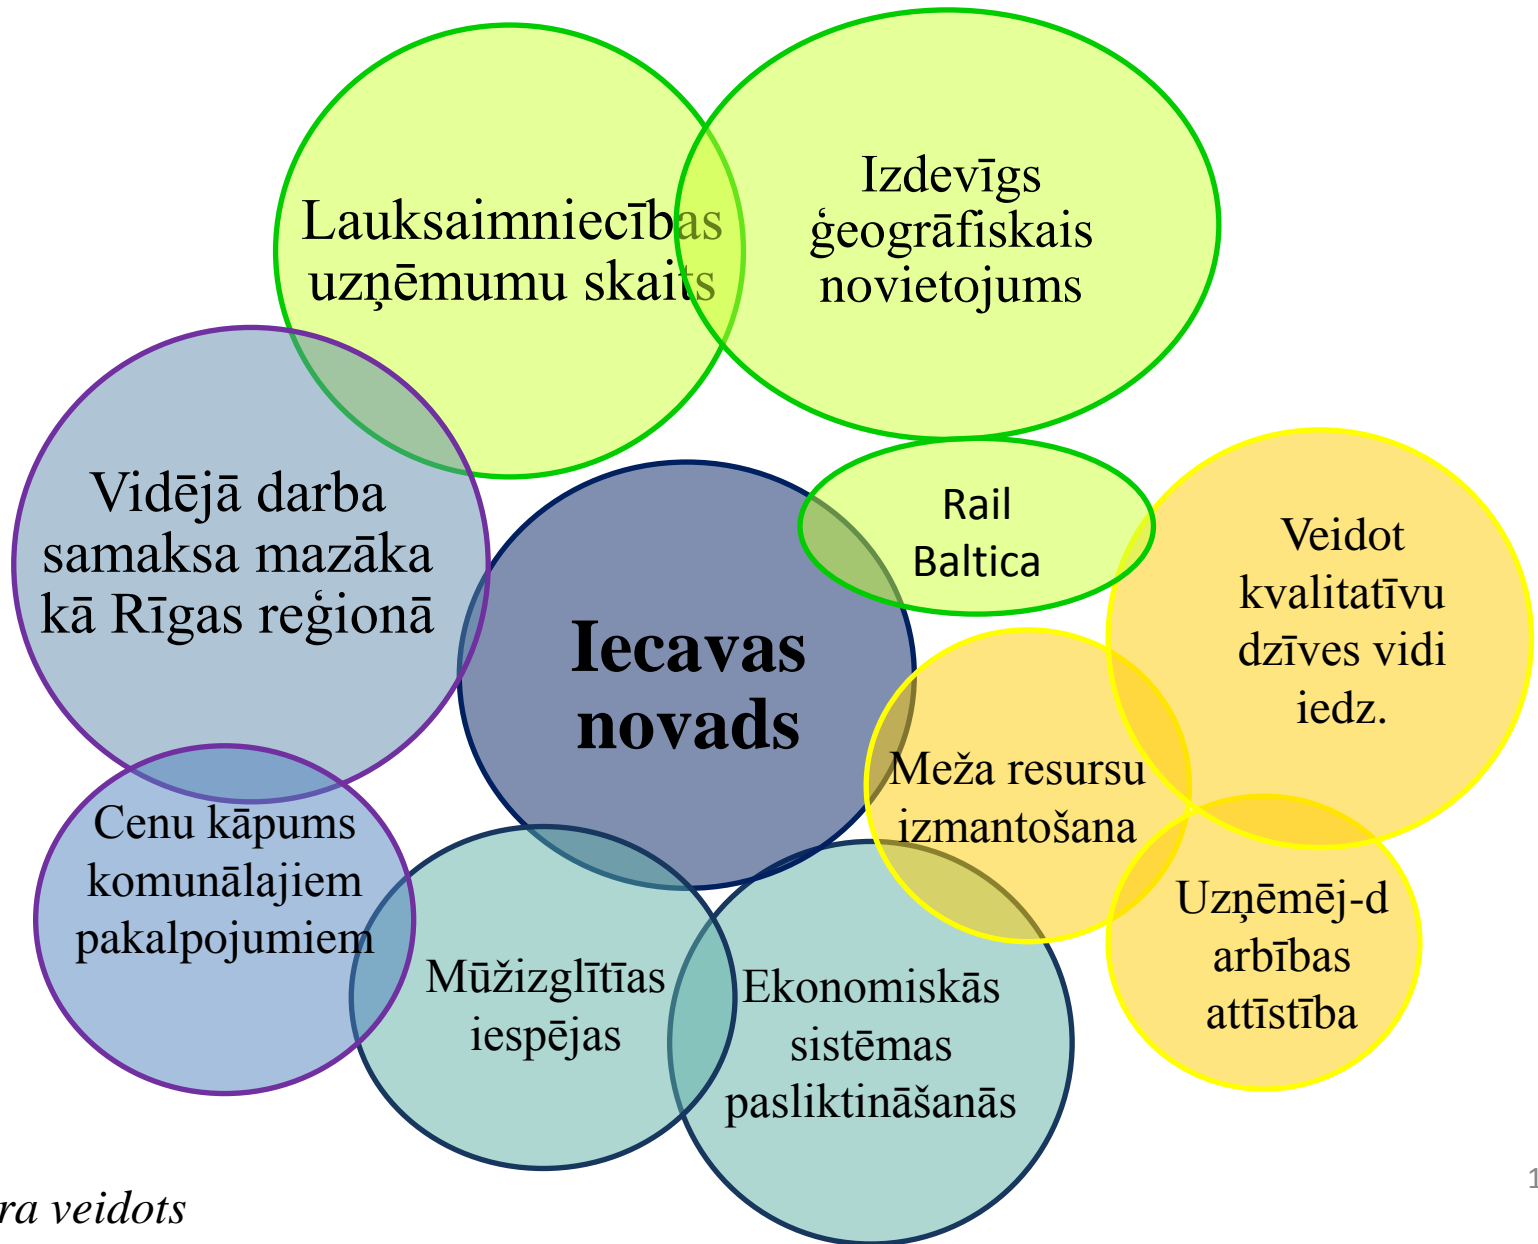 Lauksaimniecības
uzņēmumu skaits
Izdevīgs
ģeogrāfiskais
novietojums
Vidējā darba
samaksa mazāka
kā Rīgas reģionā
Rail
Baltica
Veidot
kvalitatīvu
dzīves vidi
iedz.
Iecavas
novads
Meža resursu
izmantošana
Cenu kāpums
komunālajiem
pakalpojumiem
Uzņēmēj-d
arbības
attīstība
Mūžizglītīas
iespējas
Ekonomiskās
sistēmas
pasliktināšanās
ra veidots
1